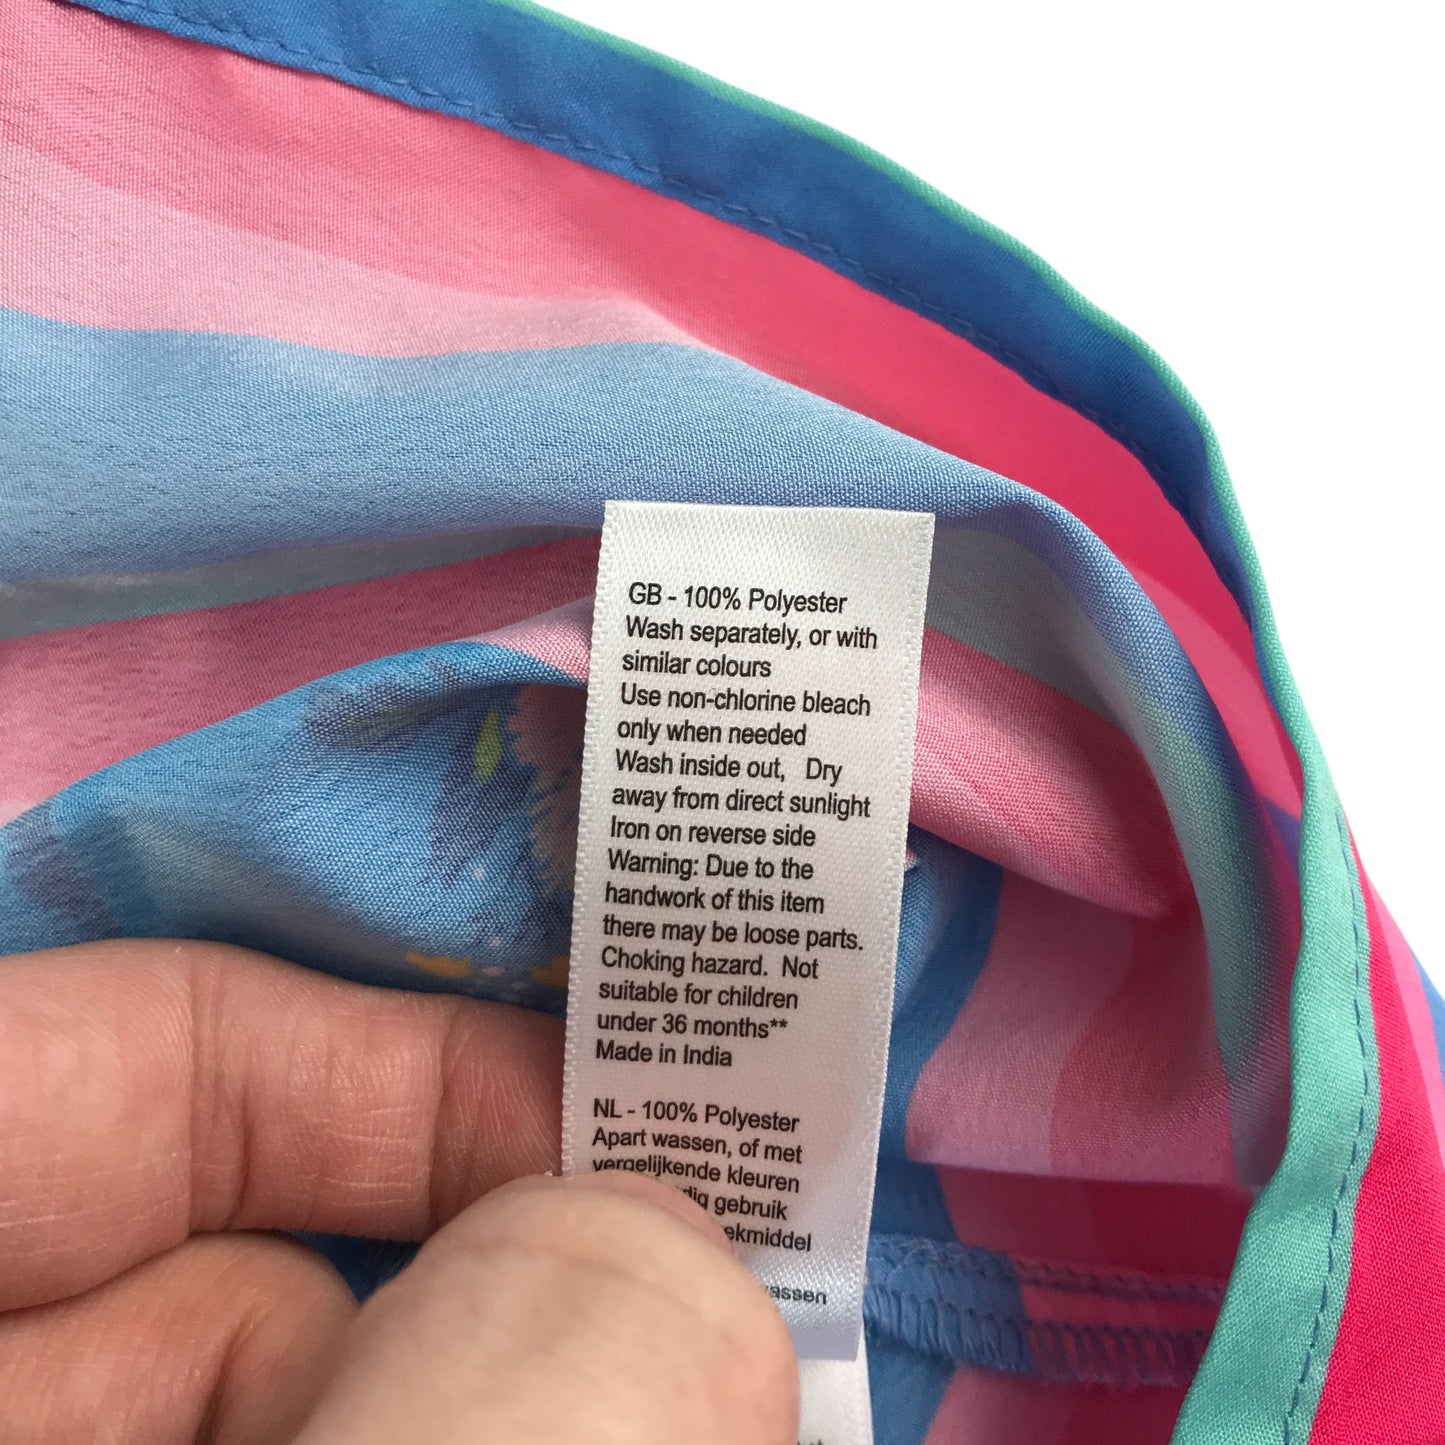 GB - 100% Polyester
Wash separately, or with
similar colours
Use non-chlorine bleach
only when needed
Wash inside out, Dry
away from direct sunlight
Iron on reverse side
Warning: Due to the
handwork of this item
there may be loose parts.
Choking hazard. Not
suitable for children
under 36 months**
Made in India
NL - 100% Polyester
Apart wassen, of met
vergelijkende kleuren
gebruik